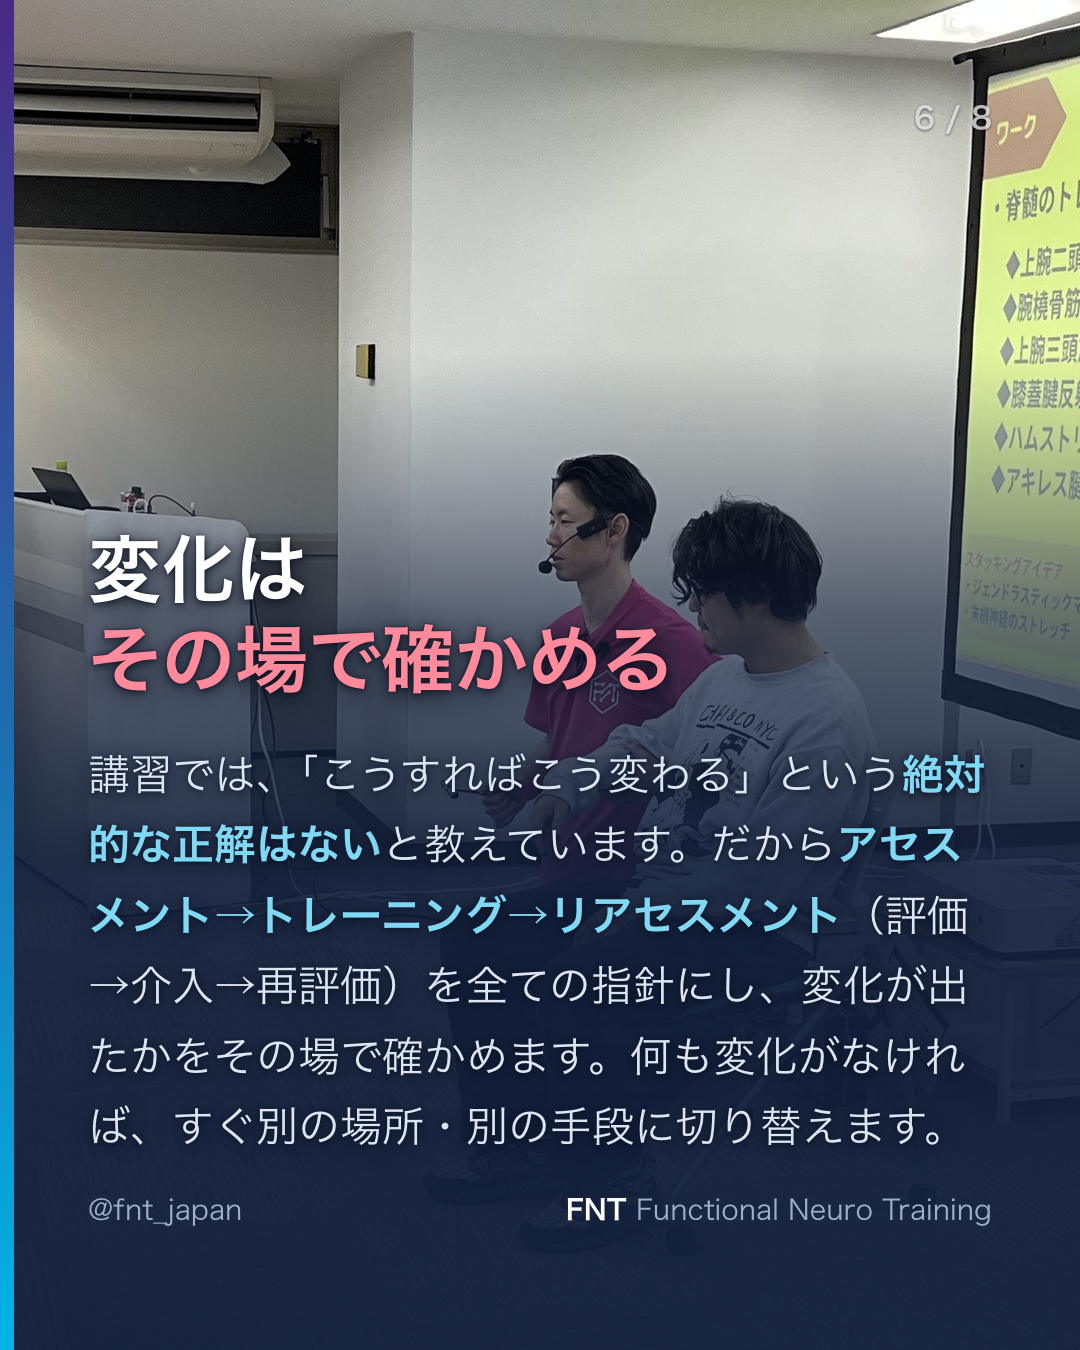 6 / 8
ワーク
・脊髄のトレ
◆上腕二頭
◆腕橈骨筋
◆上腕三頭
◆膝蓋腱反射
◆ハムストリ
◆アキレス腱
スタッキングアイデア
・ジェンドラスティックマ
・末梢神経のストレッチ
変化は
その場で確かめる
講習では、「こうすればこう変わる」という絶対
的な正解はないと教えています。だからアセス
メント→トレーニング→リアセスメント（評価
→介入→再評価）を全ての指針にし、変化が出
たかをその場で確かめます。何も変化がなけれ
ば、すぐ別の場所・別の手段に切り替えます。
@fnt_japan
FNT Functional Neuro Training